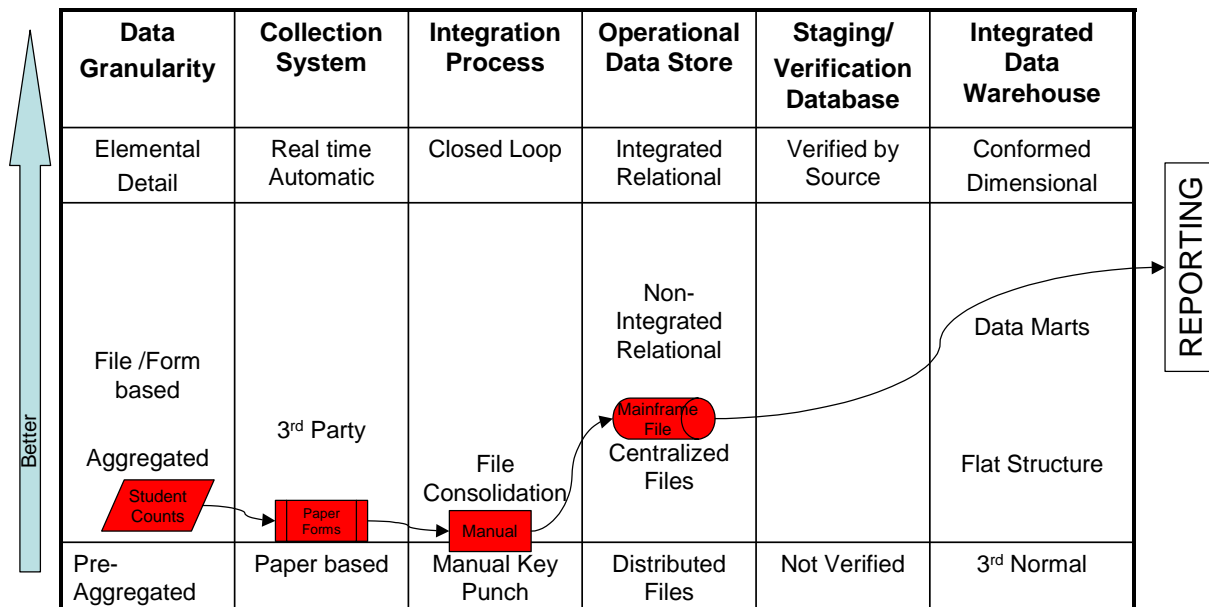 Data
Granularity
Collection
System
Integration
Process
Operational
Data Store
Staging/
Verification
Database
Integrated
Data
Warehouse
Elemental
Detail
Real time
Automatic
Closed Loop
Integrated
Relational
Verified by
Source
Conformed
Dimensional
File /Form
based
Aggregated
Student
Counts
3rd Party
Paper
Forms
File
Consolidation
Manual
Non-
Integrated
Relational
Mainframe
File
Centralized
Files
Data Marts
Flat Structure
Pre-
Aggregated
Paper based
Manual Key
Punch
Distributed
Files
Not Verified
3rd Normal
Better
REPORTING